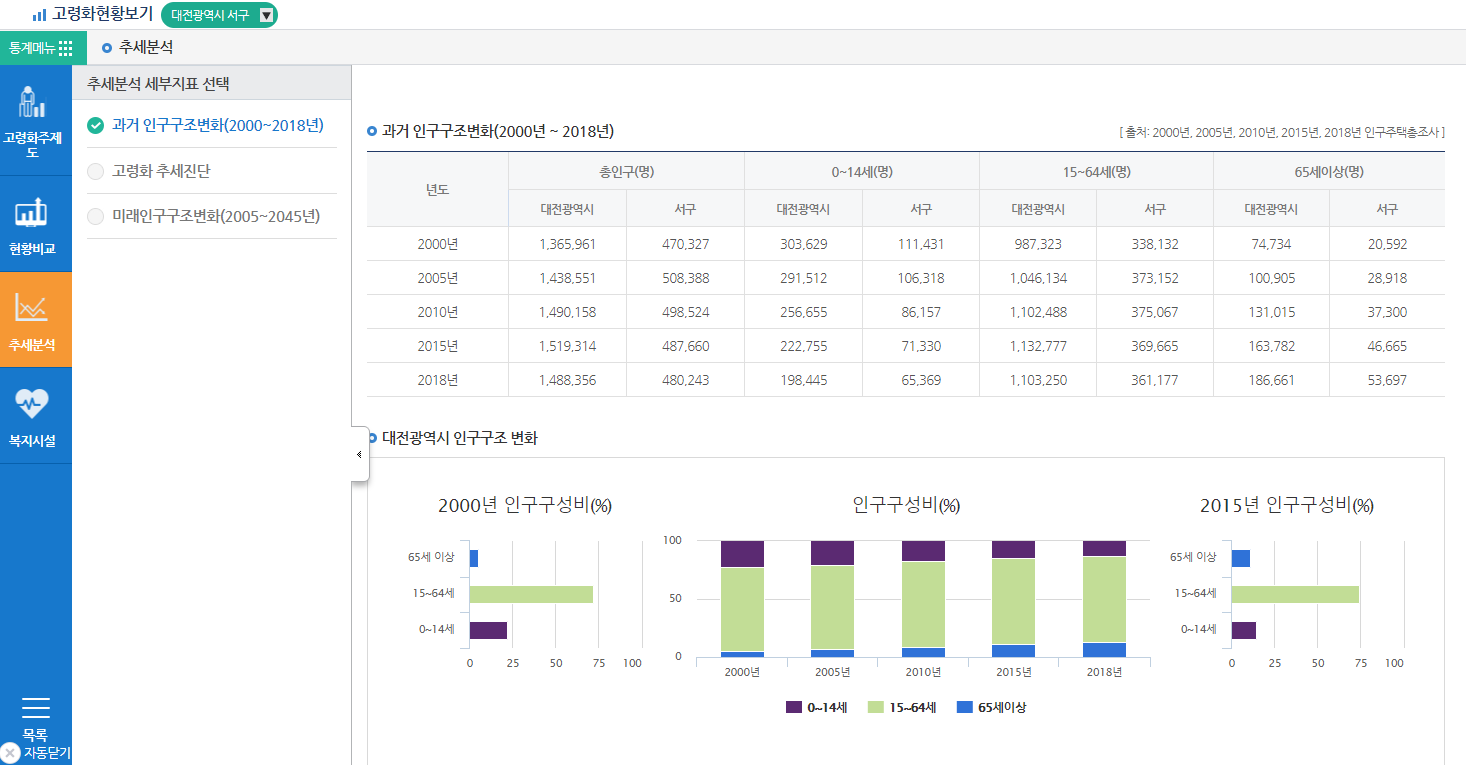 고령화현황보기 대전광역시 서구
통계메뉴 추세분석
추세분석 세부지표 선택
과거 인구구조변화(2000~2018년)
고령화 추세진단
미래인구구조변화(2005~2045년)
고령화주제
도
현황비교
추세분석
복지시설
목록
자동닫기
과거 인구구조변화(2000년 ~ 2018년) [ 출처: 2000년, 2005년, 2010년, 2015년, 2018년 인구주택총조사 ]
년도 총인구(명) 0~14세(명) 15~64세(명) 65세이상(명)
대전광역시 서구 대전광역시 서구 대전광역시 서구 대전광역시 서구
2000년 1,365,961 470,327 303,629 111,431 987,323 338,132 74,734 20,592
2005년 1,438,551 508,388 291,512 106,318 1,046,134 373,152 100,905 28,918
2010년 1,490,158 498,524 256,655 86,157 1,102,488 375,067 131,015 37,300
2015년 1,519,314 487,660 222,755 71,330 1,132,777 369,665 163,782 46,665
2018년 1,488,356 480,243 198,445 65,369 1,103,250 361,177 186,661 53,697
대전광역시 인구구조 변화
2000년 인구구성비(%)
65세 이상
15~64세
0~14세
0 25 50 75 100
인구구성비(%)
100
50
0
2000년 2005년 2010년 2015년 2018년
0~14세 15~64세 65세이상
2015년 인구구성비(%)
65세 이상
15~64세
0~14세
0 25 50 75 100